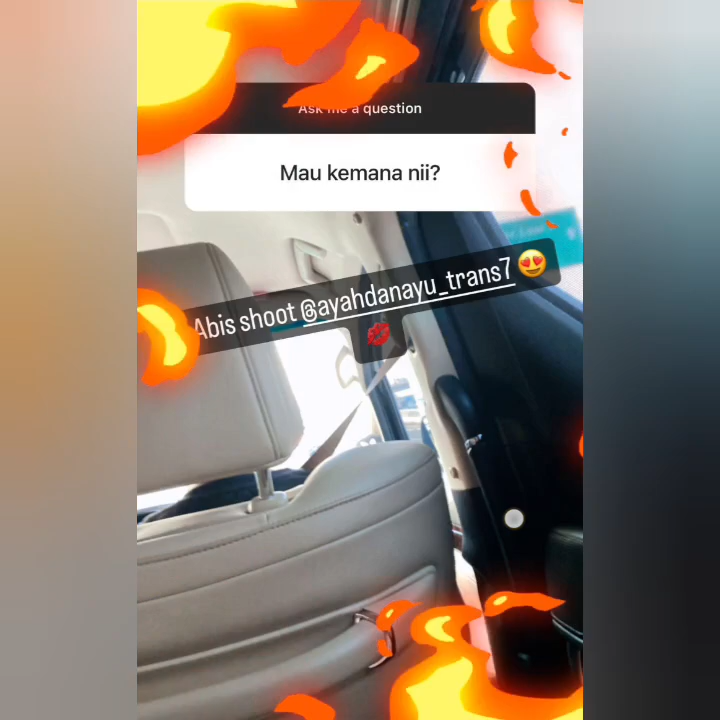 Ask me a question
Mau kemana nii?
Abis shoot @ayahdanayu_trans7😍
💋